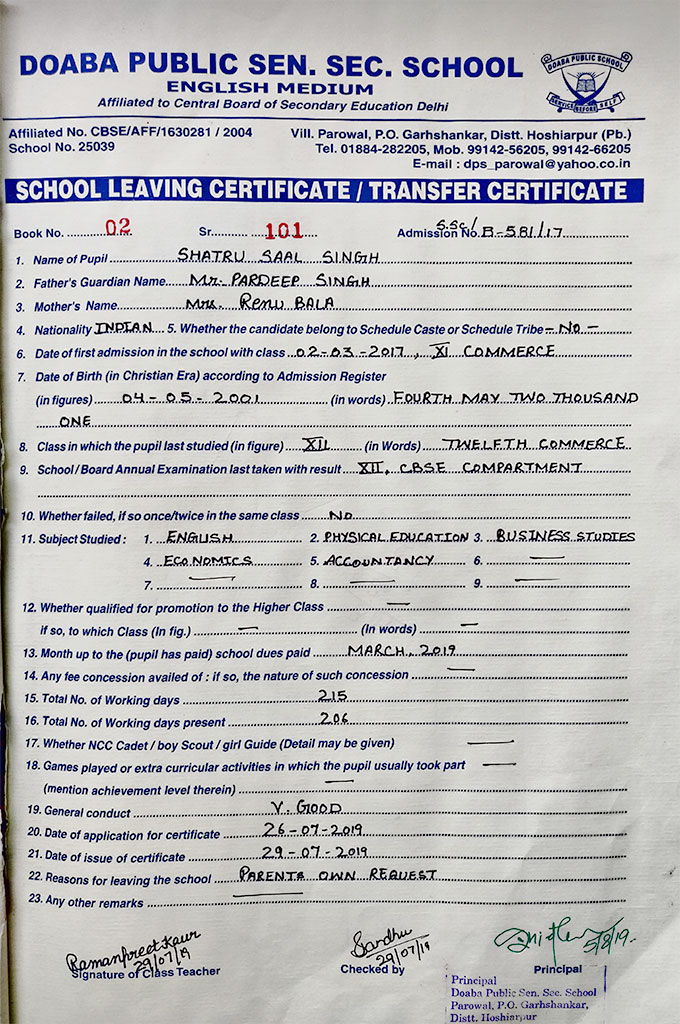 DOABA PUBLIC SEN. SEC. SCHOOL
ENGLISH MEDIUM
Affiliated to Central Board of Secondary Education Delhi
DOABA PUBLIC SCHOOL
SERVICE BEFORE SELF
Affiliated No. CBSE/AFF/1630281 / 2004
School No. 25039
Vill. Parowal, P.O. Garhshankar, Distt. Hoshiarpur (Pb.)
Tel. 01884-282205, Mob. 99142-56205, 99142-66205
E-mail : dps_parowal@yahoo.co.in
SCHOOL LEAVING CERTIFICATE / TRANSFER CERTIFICATE
Book No. 02 Sr. 101 Admission No. S.Sc/ B-581/17
1. Name of Pupil SHATRU SAAL SINGH
2. Father's Guardian Name Mr. PARDEEP SINGH
3. Mother's Name Mrs. RENU BALA
4. Nationality INDIAN 5. Whether the candidate belong to Schedule Caste or Schedule Tribe - No -
6. Date of first admission in the school with class 02-03-2017, XI COMMERCE
7. Date of Birth (in Christian Era) according to Admission Register
(in figures) 04-05-2001 (in words) FOURTH MAY TWO THOUSAND
ONE
8. Class in which the pupil last studied (in figure) XII (in Words) TWELFTH COMMERCE
9. School/Board Annual Examination last taken with result XII, CBSE COMPARTMENT
10. Whether failed, if so once/twice in the same class No
11. Subject Studied : 1. ENGLISH 2. PHYSICAL EDUCATION 3. BUSINESS STUDIES
4. ECONOMICS 5. ACCOUNTANCY 6. —
7. — 8. — 9. —
12. Whether qualified for promotion to the Higher Class —
if so, to which Class (In fig.) — (In words) —
13. Month up to the (pupil has paid) school dues paid MARCH, 2019
14. Any fee concession availed of : if so, the nature of such concession —
15. Total No. of Working days 215
16. Total No. of Working days present 206
17. Whether NCC Cadet / boy Scout / girl Guide (Detail may be given) —
18. Games played or extra curricular activities in which the pupil usually took part —
(mention achievement level therein) —
19. General conduct V. GOOD
20. Date of application for certificate 26-07-2019
21. Date of issue of certificate 29-07-2019
22. Reasons for leaving the school PARENTS OWN REQUEST
23. Any other remarks —
Ramanpreet Kaur
29/07/19
Signature of Class Teacher
Sandhu
29/07/19
Checked by
5/8/19.
Principal
Principal
Doaba Public Sen. Sec. School
Parowal, P.O. Garhshankar,
Distt. Hoshiarpur